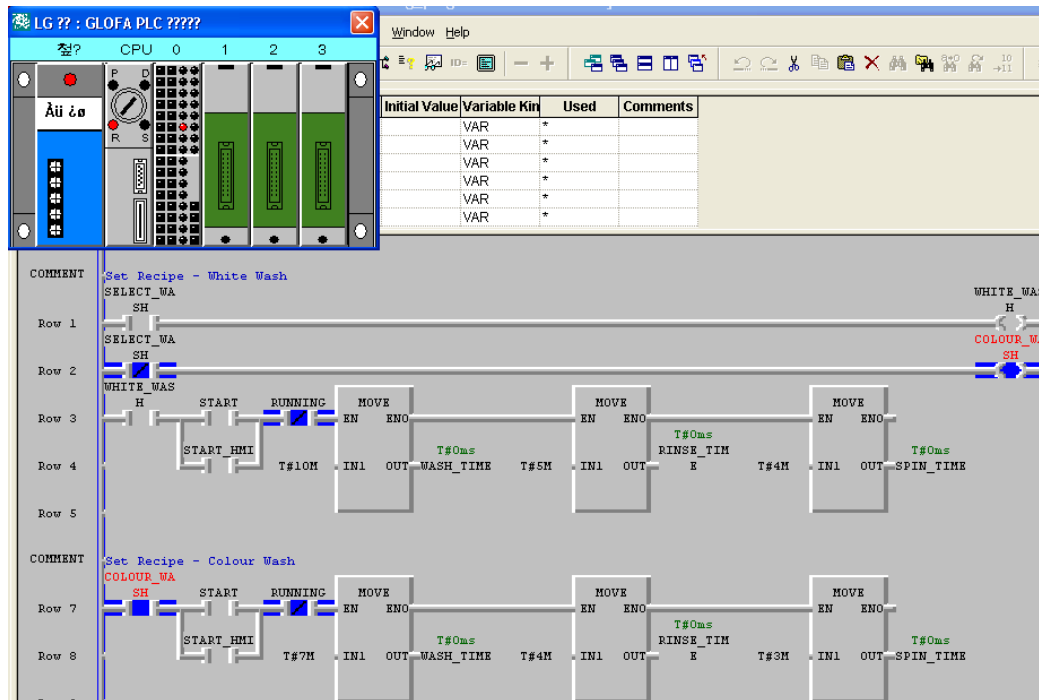 LG ?? : GLOFA PLC ?????
Window Help
CPU 0 1 2 3
P D
R S
Àü ¿ø
ID=
Initial Value Variable Kin Used Comments
VAR *
VAR *
VAR *
VAR *
VAR *
VAR *
COMMENT Set Recipe - White Wash
SELECT_WA WHITE_WAS
SH H
Row 1
SELECT_WA COLOUR_WA
SH SH
Row 2
WHITE_WAS
H START RUNNING MOVE MOVE MOVE
Row 3 EN ENO EN ENO EN ENO
T#0ms
START_HMI T#0ms RINSE_TIM T#0ms
Row 4 T#10M IN1 OUT WASH_TIME T#5M IN1 OUT E T#4M IN1 OUT SPIN_TIME
Row 5
COMMENT Set Recipe - Colour Wash
COLOUR_WA
SH START RUNNING MOVE MOVE MOVE
Row 7 EN ENO EN ENO EN ENO
T#0ms
START_HMI T#0ms RINSE_TIM T#0ms
Row 8 T#7M IN1 OUT WASH_TIME T#4M IN1 OUT E T#3M IN1 OUT SPIN_TIME